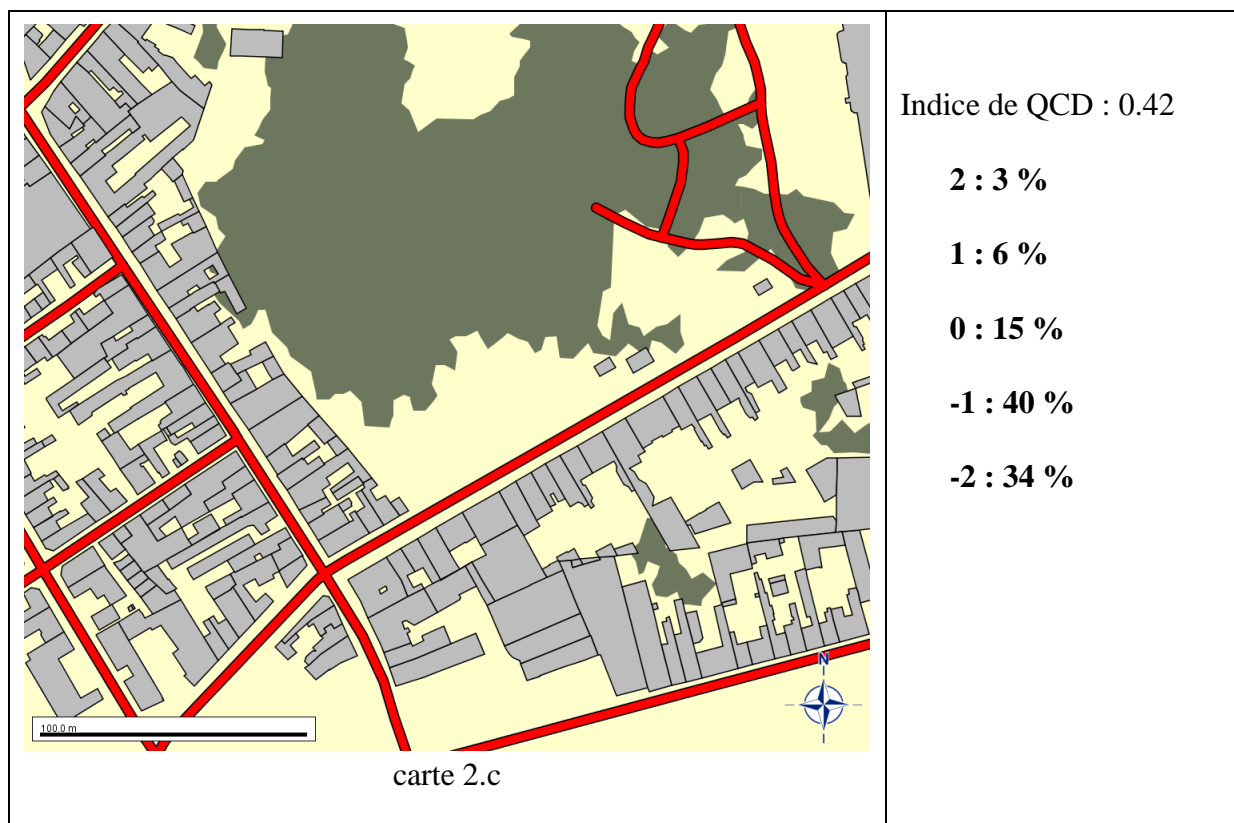 N
100.0 m
carte 2.c
Indice de QCD : 0.42
2 : 3 %
1 : 6 %
0 : 15 %
-1 : 40 %
-2 : 34 %